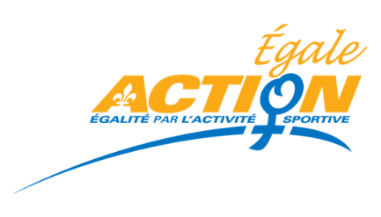 Égale
ACTION
ÉGALITÉ PAR L'ACTIVITÉ SPORTIVE